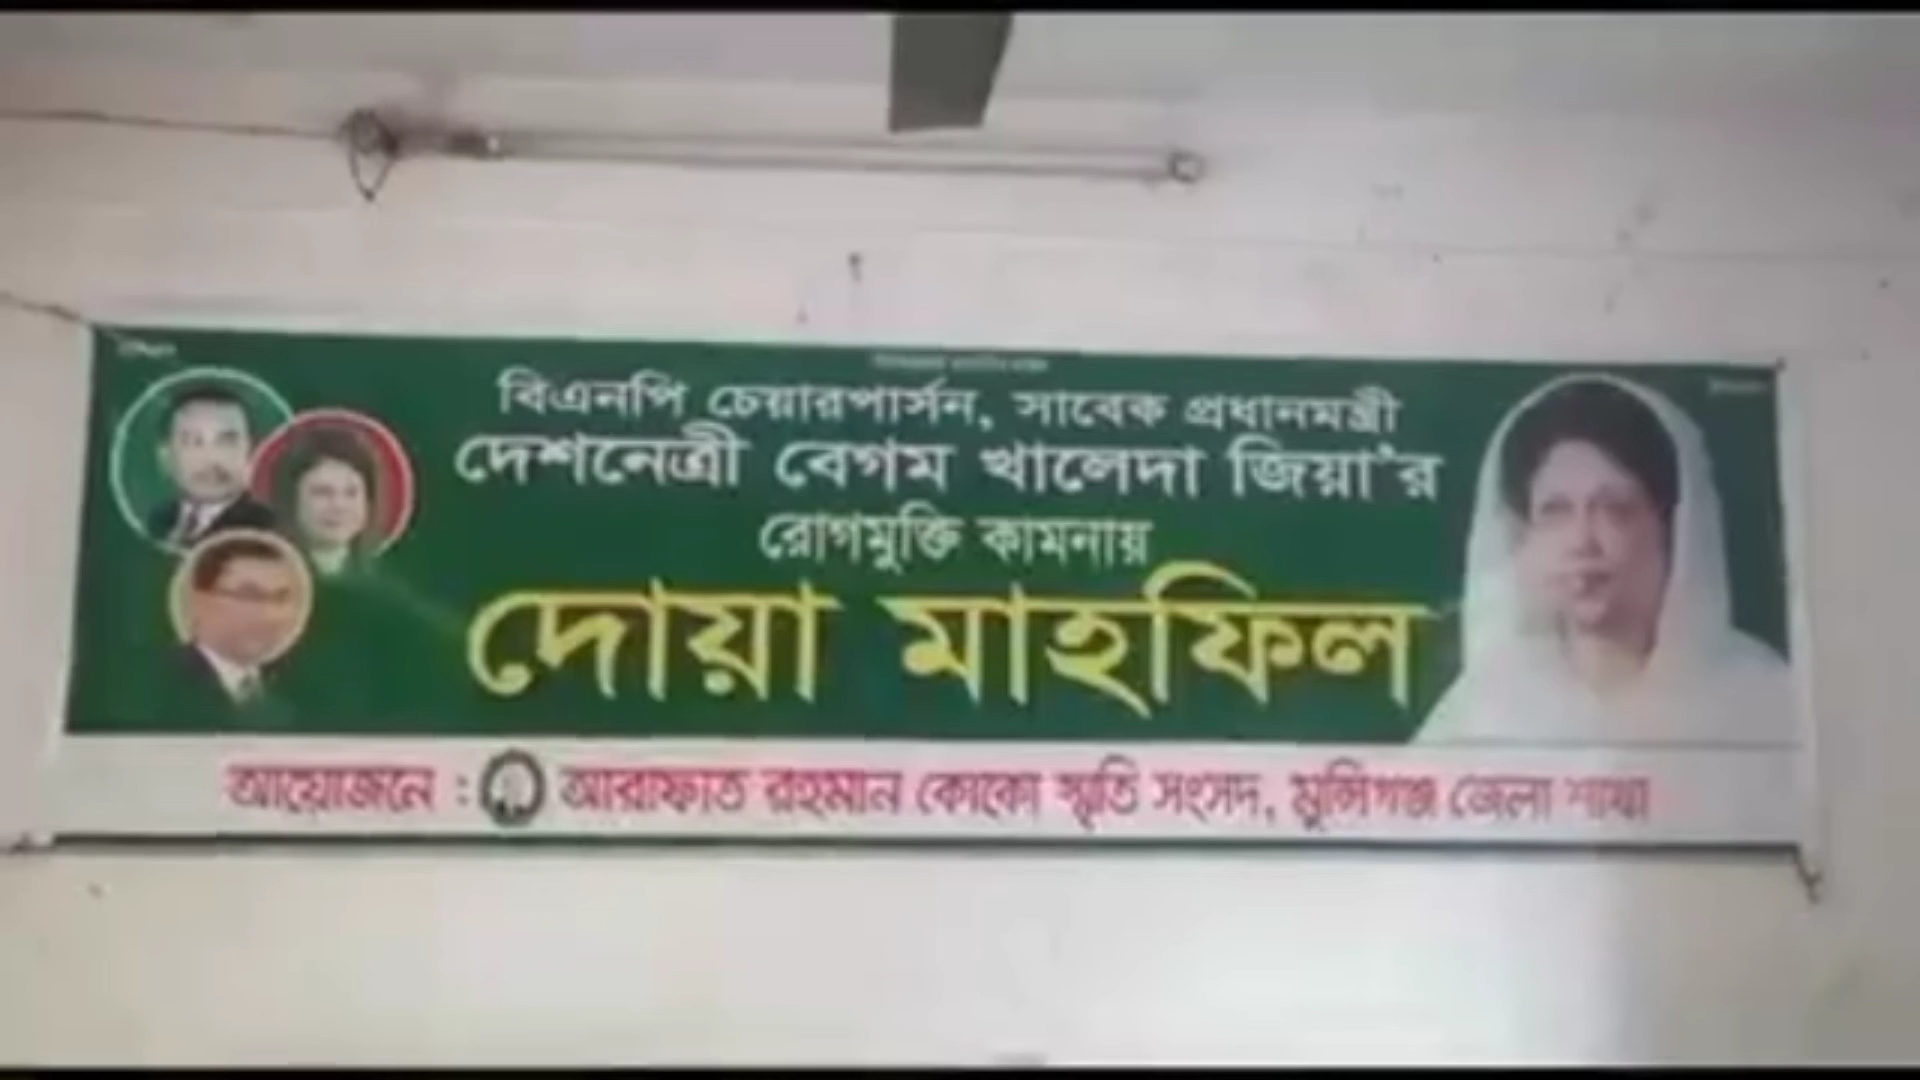 বিএনপি চেয়ারপার্সন, সাবেক প্রধানমন্ত্রী
দেশনেত্রী বেগম খালেদা জিয়া'র
রোগমুক্তি কামনায়
দোয়া মাহফিল
আয়োজনে : আরাফাত রহমান কোকো স্মৃতি সংসদ, মুন্সিগঞ্জ জেলা শাখা